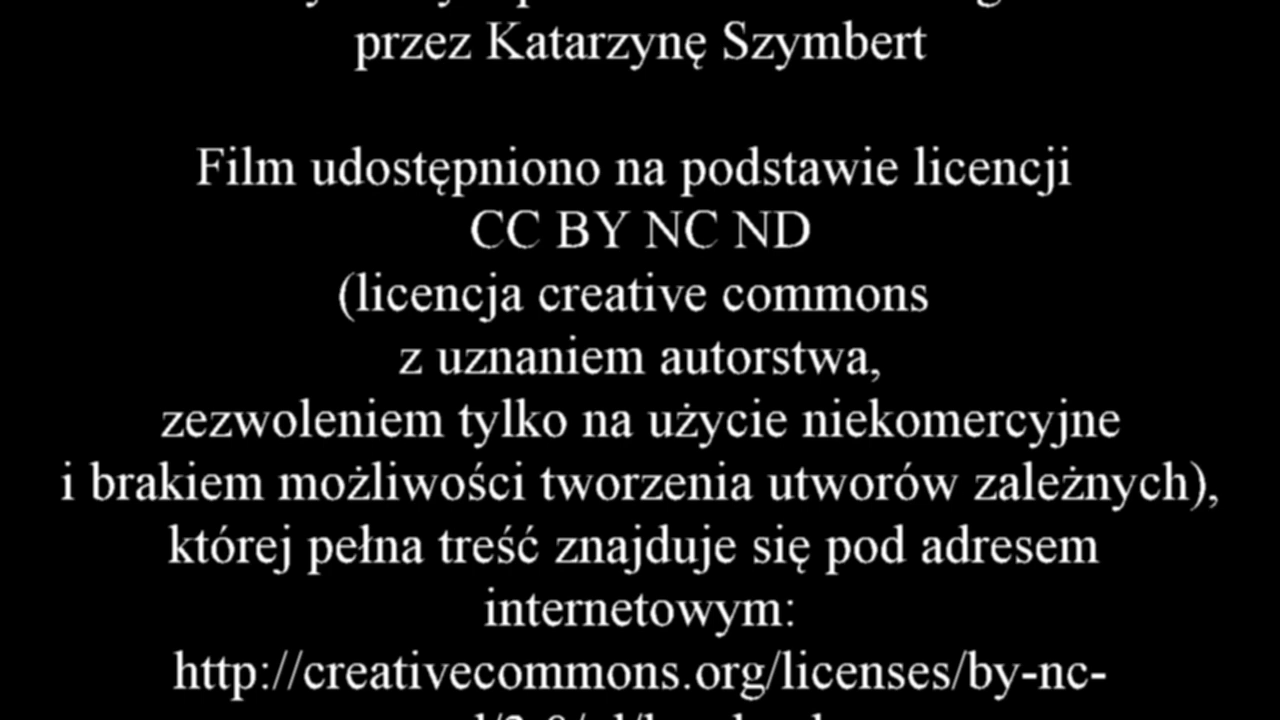 przez Katarzynę Szymbert
Film udostępniono na podstawie licencji
CC BY NC ND
(licencja creative commons
z uznaniem autorstwa,
zezwoleniem tylko na użycie niekomercyjne
i brakiem możliwości tworzenia utworów zależnych),
której pełna treść znajduje się pod adresem
internetowym:
http://creativecommons.org/licenses/by-nc-